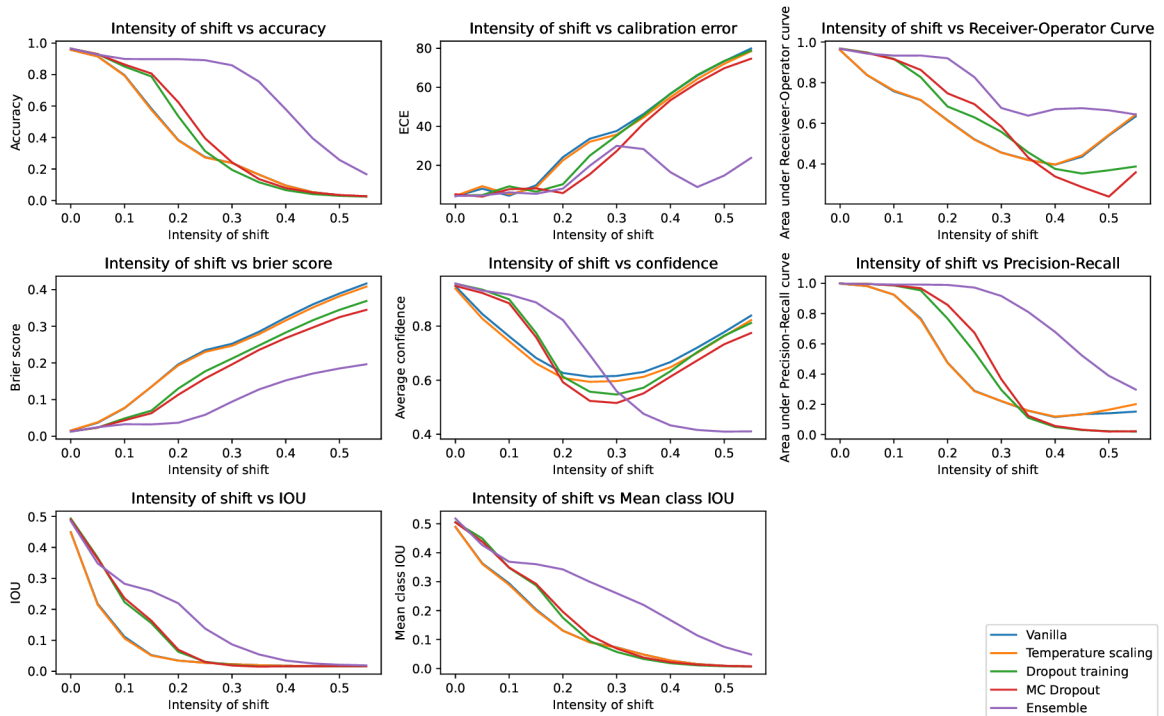 Intensity of shift vs accuracy
Accuracy
1.0
0.8
0.6
0.4
0.2
0.0
0.0 0.1 0.2 0.3 0.4 0.5
Intensity of shift
Intensity of shift vs calibration error
ECE
80
60
40
20
0.0 0.1 0.2 0.3 0.4 0.5
Intensity of shift
Intensity of shift vs Receiver-Operator Curve
Area under Receiveer-Operator curve
1.0
0.8
0.6
0.4
0.0 0.1 0.2 0.3 0.4 0.5
Intensity of shift
Intensity of shift vs brier score
Brier score
0.4
0.3
0.2
0.1
0.0
0.0 0.1 0.2 0.3 0.4 0.5
Intensity of shift
Intensity of shift vs confidence
Average confidence
0.8
0.6
0.4
0.0 0.1 0.2 0.3 0.4 0.5
Intensity of shift
Intensity of shift vs Precision-Recall
Area under Precision-Recall curve
1.0
0.8
0.6
0.4
0.2
0.0
0.0 0.1 0.2 0.3 0.4 0.5
Intensity of shift
Intensity of shift vs IOU
IOU
0.5
0.4
0.3
0.2
0.1
0.0
0.0 0.1 0.2 0.3 0.4 0.5
Intensity of shift
Intensity of shift vs Mean class IOU
Mean class IOU
0.5
0.4
0.3
0.2
0.1
0.0
0.0 0.1 0.2 0.3 0.4 0.5
Intensity of shift
Vanilla
Temperature scaling
Dropout training
MC Dropout
Ensemble